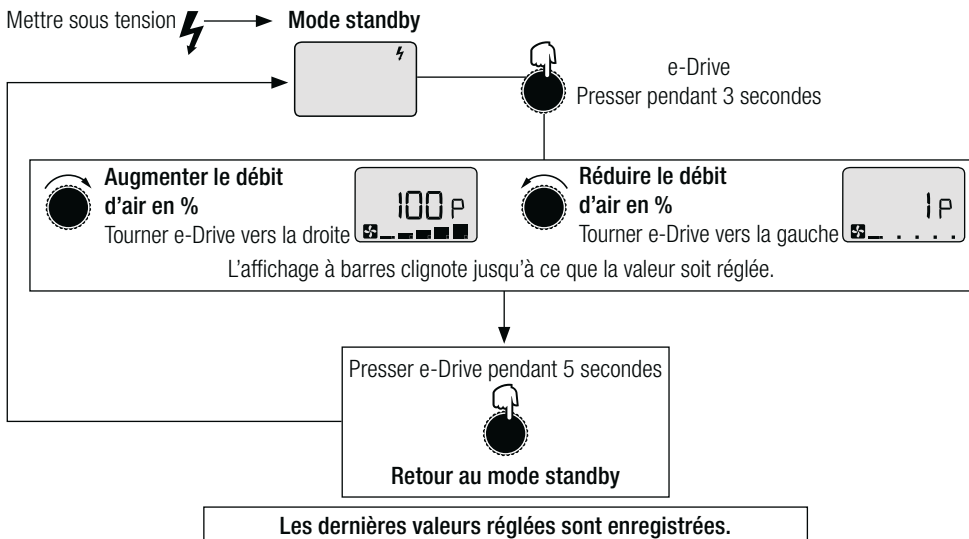 Mettre sous tension
Mode standby
e-Drive
Presser pendant 3 secondes
Augmenter le débit
d'air en %
Tourner e-Drive vers la droite
100 P
Réduire le débit
d'air en %
Tourner e-Drive vers la gauche
1 P
L'affichage à barres clignote jusqu'à ce que la valeur soit réglée.
Presser e-Drive pendant 5 secondes
Retour au mode standby
Les dernières valeurs réglées sont enregistrées.